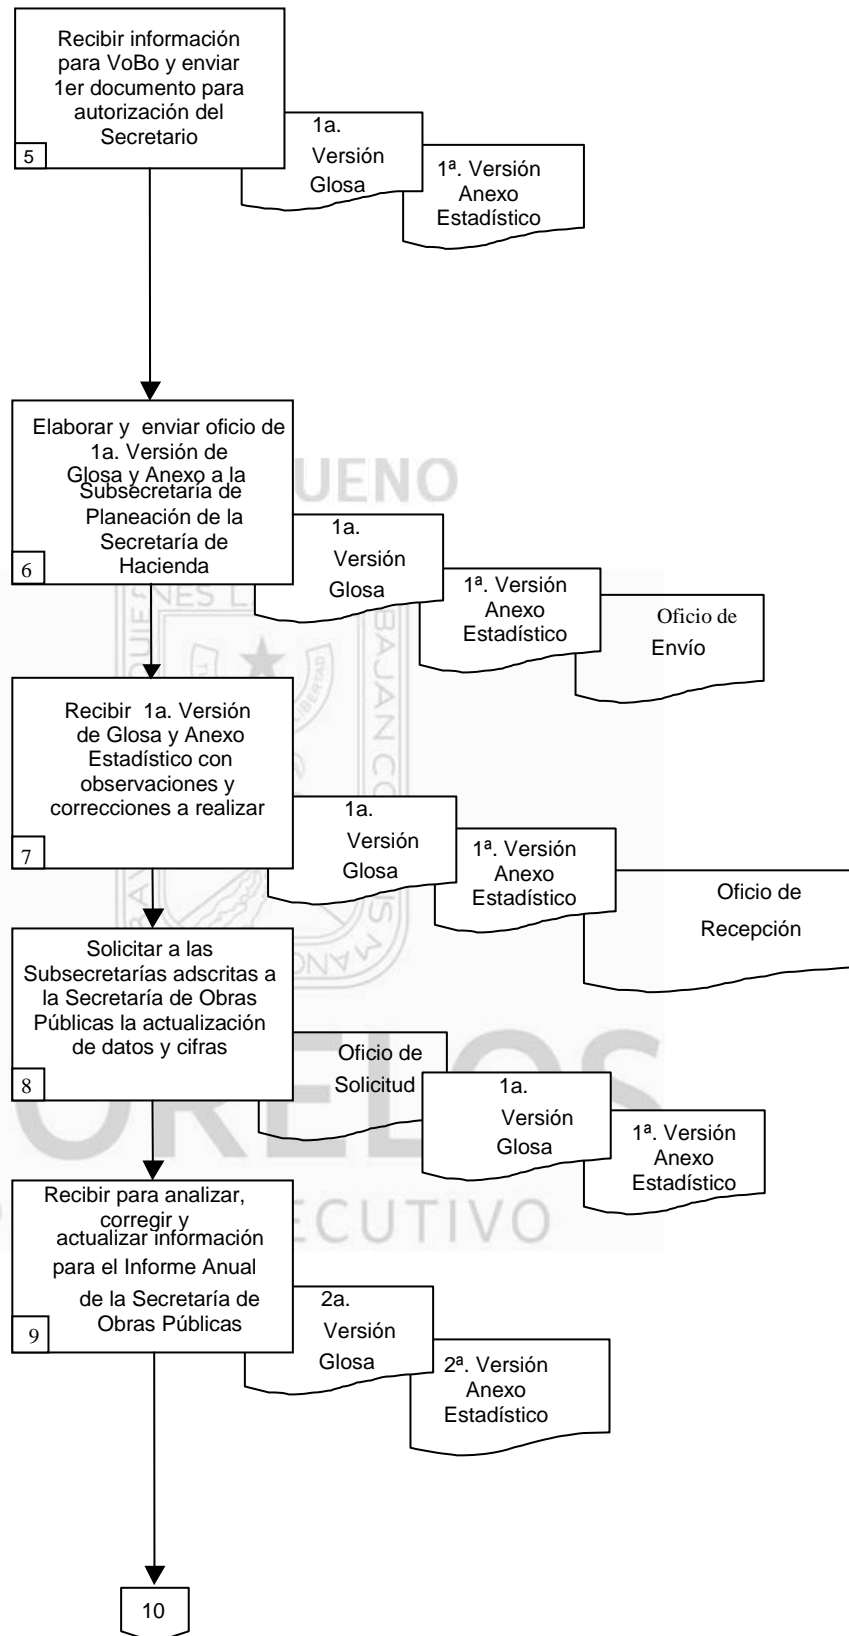 Recibir información
para VoBo y enviar
1er documento para
autorización del
Secretario
5
1a.
Versión
Glosa
1ª. Versión
Anexo
Estadístico
Elaborar y enviar oficio de
1a. Versión de
Glosa y Anexo a la
Subsecretaría de
Planeación de la
Secretaría de
Hacienda
6
UENO
1a.
Versión
Glosa
1ª. Versión
Anexo
Estadístico
Oficio de
Envío
LIBERTAD
BAJAN CO
Recibir 1a. Versión
de Glosa y Anexo
Estadístico con
observaciones y
correcciones a realizar
7
1a.
Versión
Glosa
1ª. Versión
Anexo
Estadístico
Oficio de
Recepción
Solicitar a las
Subsecretarías adscritas a
la Secretaría de Obras
Públicas la actualización
de datos y cifras
8
Oficio de
Solicitud
1a.
Versión
Glosa
1ª. Versión
Anexo
Estadístico
ORELOS
Recibir para analizar,
corregir y
actualizar información
para el Informe Anual
de la Secretaría de
Obras Públicas
9
ECUTIVO
2a.
Versión
Glosa
2ª. Versión
Anexo
Estadístico
10